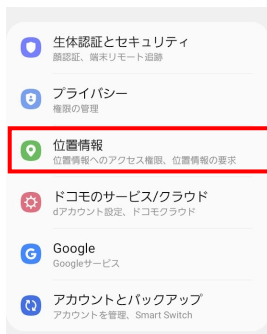 生体認証とセキュリティ
顔認証、端末リモート追跡
プライバシー
権限の管理
位置情報
位置情報へのアクセス権限、位置情報の要求
ドコモのサービス/クラウド
dアカウント設定、ドコモクラウド
Google
Googleサービス
アカウントとバックアップ
アカウントを管理、Smart Switch